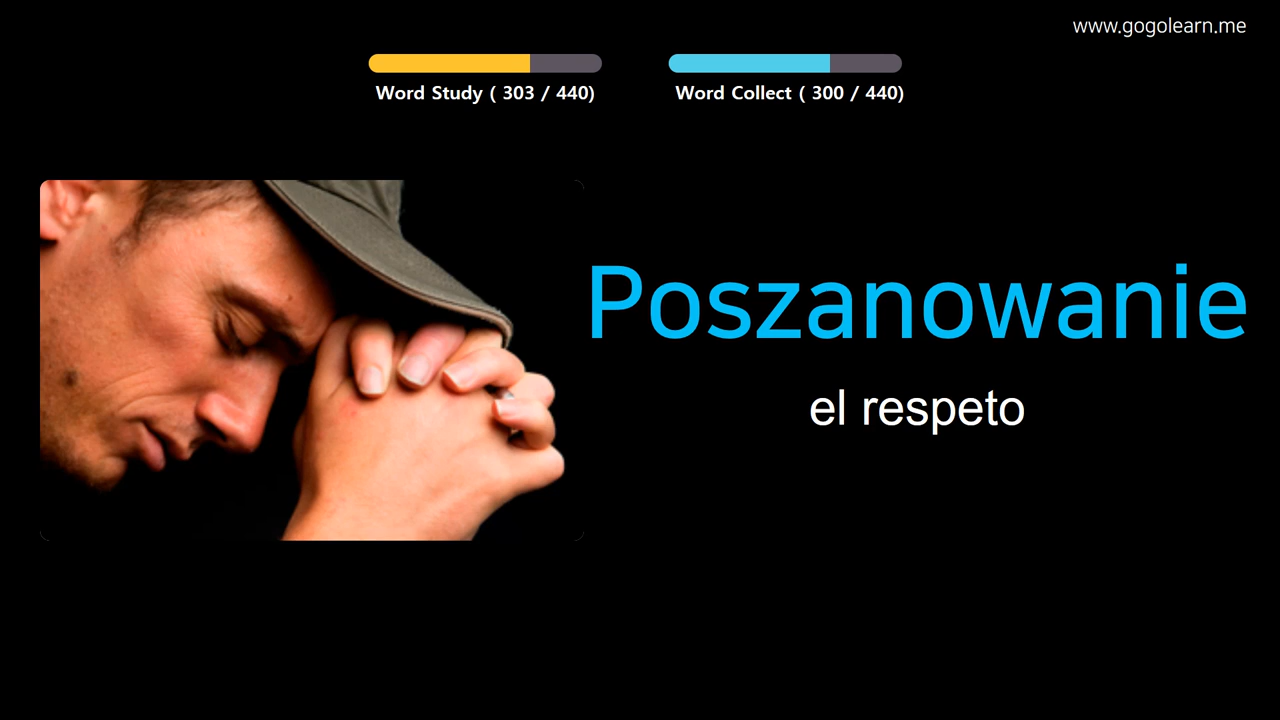 www.gogolearn.me
Word Study ( 303 / 440)
Word Collect ( 300 / 440)
Poszanowanie
el respeto